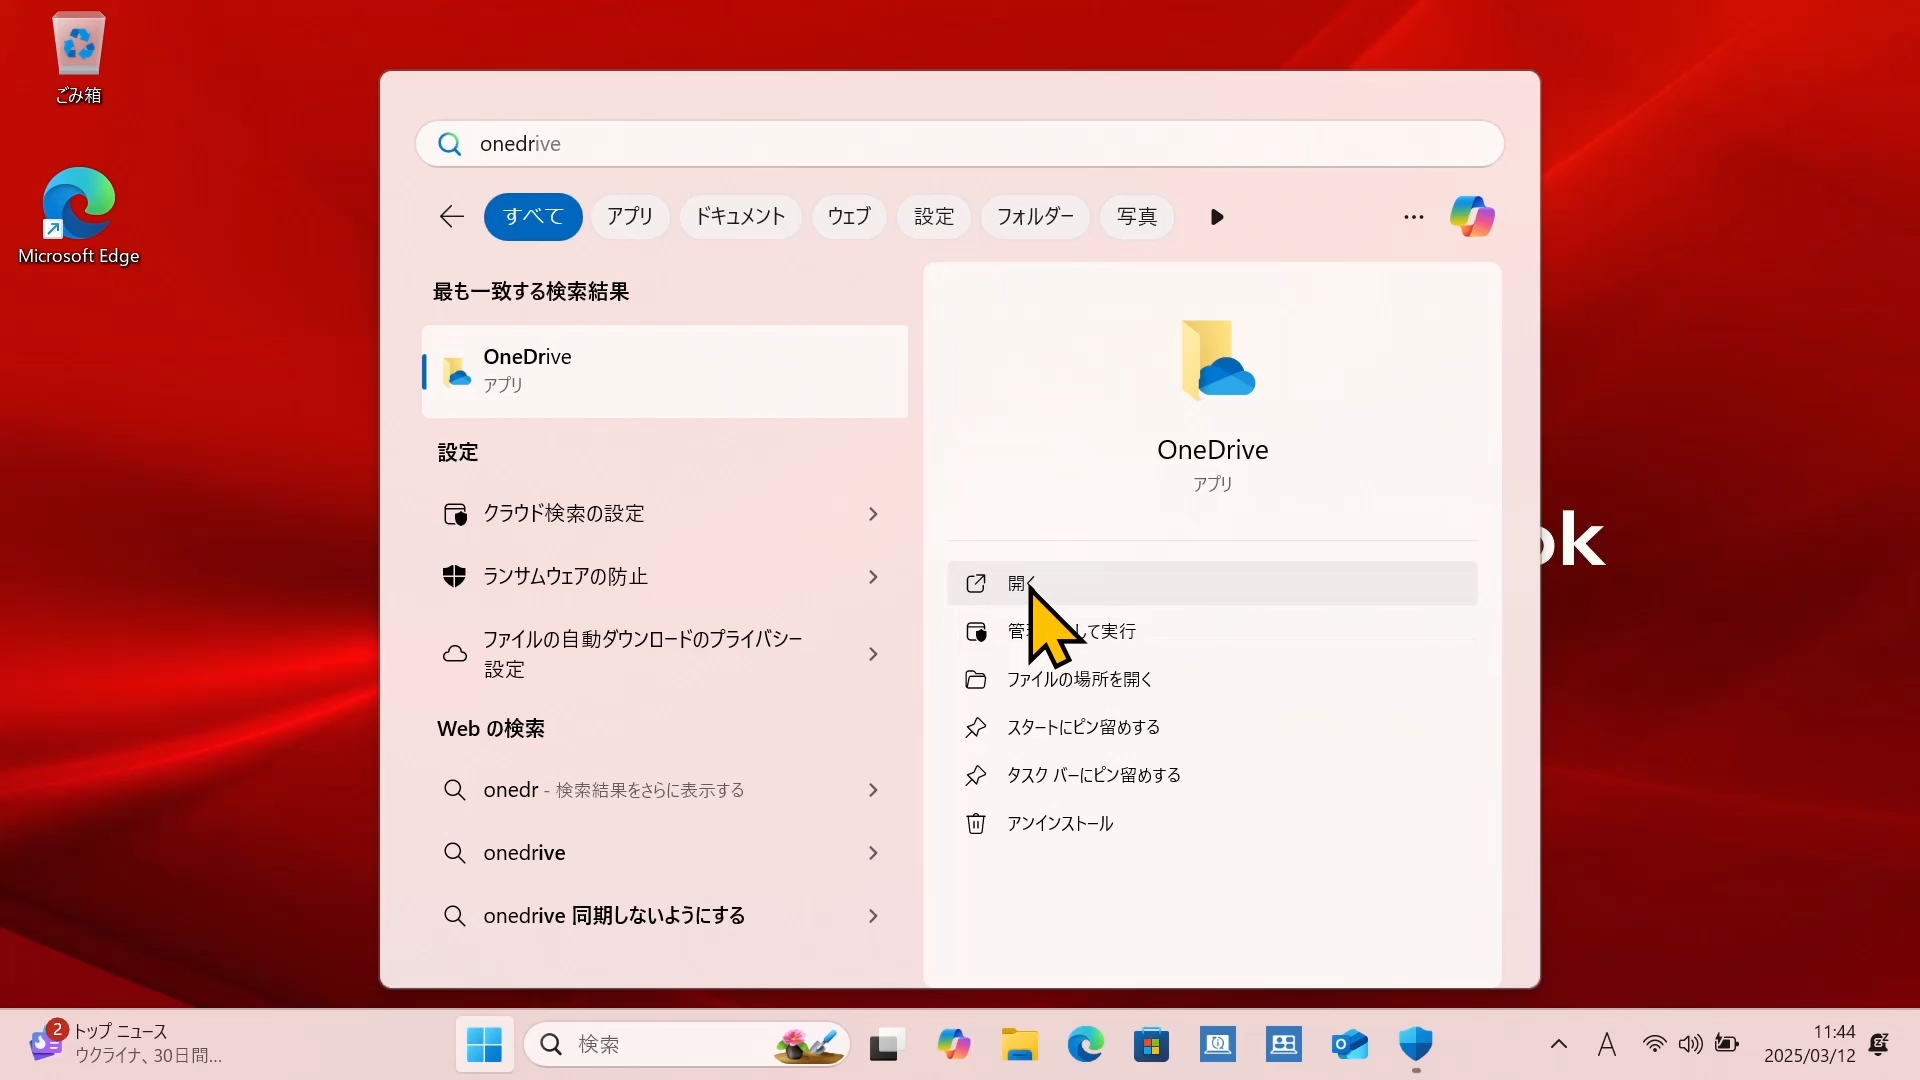 ごみ箱
Microsoft Edge
onedrive
すべて
アプリ
ドキュメント
ウェブ
設定
フォルダー
写真
最も一致する検索結果
OneDrive
アプリ
設定
クラウド検索の設定
ランサムウェアの防止
ファイルの自動ダウンロードのプライバシー
設定
Web の検索
onedr - 検索結果をさらに表示する
onedrive
onedrive 同期しないようにする
OneDrive
アプリ
開く
して実行
ファイルの場所を開く
スタートにピン留めする
タスク バーにピン留めする
アンインストール
ok
2
トップ ニュース
ウクライナ、30日間...
検索
A
11:44
2025/03/12